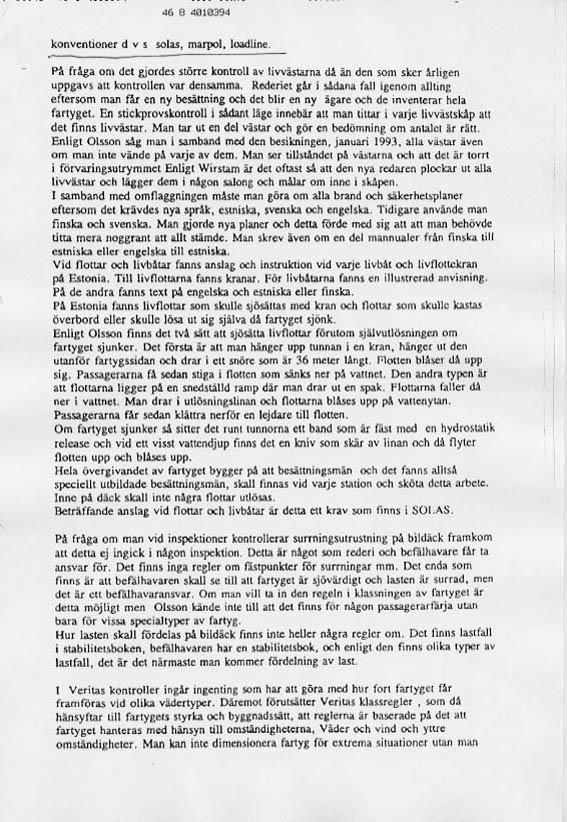 46 8 4010394
konventioner d v s solas, marpol, loadline.
På fråga om det gjordes större kontroll av livvästarna då än den som sker årligen
uppgavs att kontrollen var densamma. Rederiet går i sådana fall igenom allting
eftersom man får en ny besättning och det blir en ny ägare och de inventerar hela
fartyget. En stickprovskontroll i sådant läge innebär att man tittar i varje livvästskåp att
det finns livvästar. Man tar ut en del västar och gör en bedömning om antalet är rätt.
Enligt Olsson såg man i samband med den besikningen, januari 1993, alla västar även
om man inte vände på varje av dem. Man ser tillståndet på västarna och att det är torrt
i förvaringsutrymmet Enligt Wirstam är det oftast så att den nya redaren plockar ut alla
livvästar och lägger dem i någon salong och målar om inne i skåpen.
I samband med omflaggningen måste man göra om alla brand och säkerhetsplaner
eftersom det krävdes nya språk, estniska, svenska och engelska. Tidigare använde man
finska och svenska. Man gjorde nya planer och detta förde med sig att att man behövde
titta mera noggrant att allt stämde. Man skrev även om en del mannualer från finska till
estniska eller engelska till estniska.
Vid flottar och livbåtar fanns anslag och instruktion vid varje livbåt och livflottekran
på Estonia. Till livflottarna fanns kranar. För livbåtarna fanns en illustrerad anvisning.
På de andra fanns text på engelska och estniska eller finska.
På Estonia fanns livflottar som skulle sjösättas med kran och flottar som skulle kastas
överbord eller skulle lösa ut sig själva då fartyget sjönk.
Enligt Olsson finns det två sätt att sjösätta livflottar förutom självutlösningen om
fartyget sjunker. Det första är att man hänger upp tunnan i en kran, hänger ut den
utanför fartygssidan och drar i ett snöre som är 36 meter långt. Flotten blåser då upp
sig. Passagerarna få sedan stiga i flotten som sänks ner på vattnet. Den andra typen är
att flottarna ligger på en snedställd ramp där man drar ut en spak. Flottarna faller då
ner i vattnet. Man drar i utlösningslinan och flottarna blåses upp på vattenytan.
Passagerarna får sedan klättra nerför en lejdare till flotten.
Om fartyget sjunker så sitter det runt tunnorna ett band som är fäst med en hydrostatik
release och vid ett visst vattendjup finns det en kniv som skär av linan och då flyter
flotten upp och blåses upp.
Hela övergivandet av fartyget bygger på att besättningsmän och det fanns alltså
speciellt utbildade besättningsmän, skall finnas vid varje station och sköta detta arbete.
Inne på däck skall inte några flottar utlösas.
Beträffande anslag vid flottar och livbåtar är detta ett krav som finns i SOLAS.
På fråga om man vid inspektioner kontrollerar surrningsutrustning på bildäck framkom
att detta ej ingick i någon inspektion. Detta är något som rederi och befälhavare får ta
ansvar för. Det finns inga regler om fästpunkter för surrningar mm. Det enda som
finns är att befälhavaren skall se till att fartyget är sjövärdigt och lasten är surrad, men
det är ett befälhavaransvar. Om man vill ta in den regeln i klassningen av fartyget är
detta möjligt men Olsson kände inte till att det finns för någon passagerarfärja utan
bara för vissa specialtyper av fartyg.
Hur lasten skall fördelas på bildäck finns inte heller några regler om. Det finns lastfall
i stabilitetsboken, befälhavaren har en stabilitetsbok, och enligt den finns olika typer av
lastfall, det är det närmaste man kommer fördelning av last.
I Veritas kontroller ingår ingenting som har att göra med hur fort fartyget får
framföras vid olika vädertyper. Däremot förutsätter Veritas klassregler , som då
hänsyftar till fartygets styrka och byggnadssätt, att reglerna är baserade på det att
fartyget hanteras med hänsyn till omständigheterna, Väder och vind och yttre
omständigheter. Man kan inte dimensionera fartyg för extrema situationer utan man